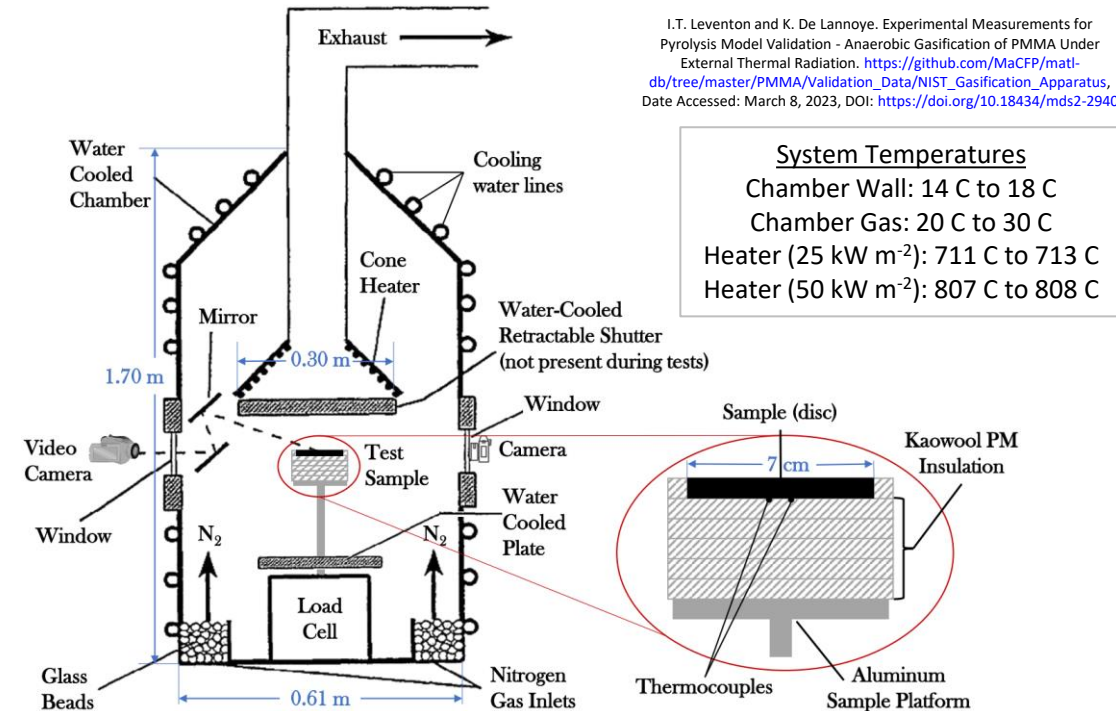 I.T. Leventon and K. De Lannoye. Experimental Measurements for
Pyrolysis Model Validation - Anaerobic Gasification of PMMA Under
External Thermal Radiation. https://github.com/MaCFP/matl-
db/tree/master/PMMA/Validation_Data/NIST_Gasification_Apparatus,
Date Accessed: March 8, 2023, DOI: https://doi.org/10.18434/mds2-2940
Exhaust
System Temperatures
Chamber Wall: 14 C to 18 C
Chamber Gas: 20 C to 30 C
Heater (25 kW m-2): 711 C to 713 C
Heater (50 kW m-2): 807 C to 808 C
Water
Cooled
Chamber
Cooling
water lines
Cone
Heater
Mirror
0.30 m
1.70 m
Water-Cooled
Retractable Shutter
(not present during tests)
Window
Video
Camera
Camera
Test
Sample
Window
Water
Cooled
Plate
N2
N2
Load
Cell
Glass
Beads
0.61 m
Nitrogen
Gas Inlets
Sample (disc)
7 cm
Kaowool PM
Insulation
Thermocouples
Aluminum
Sample Platform